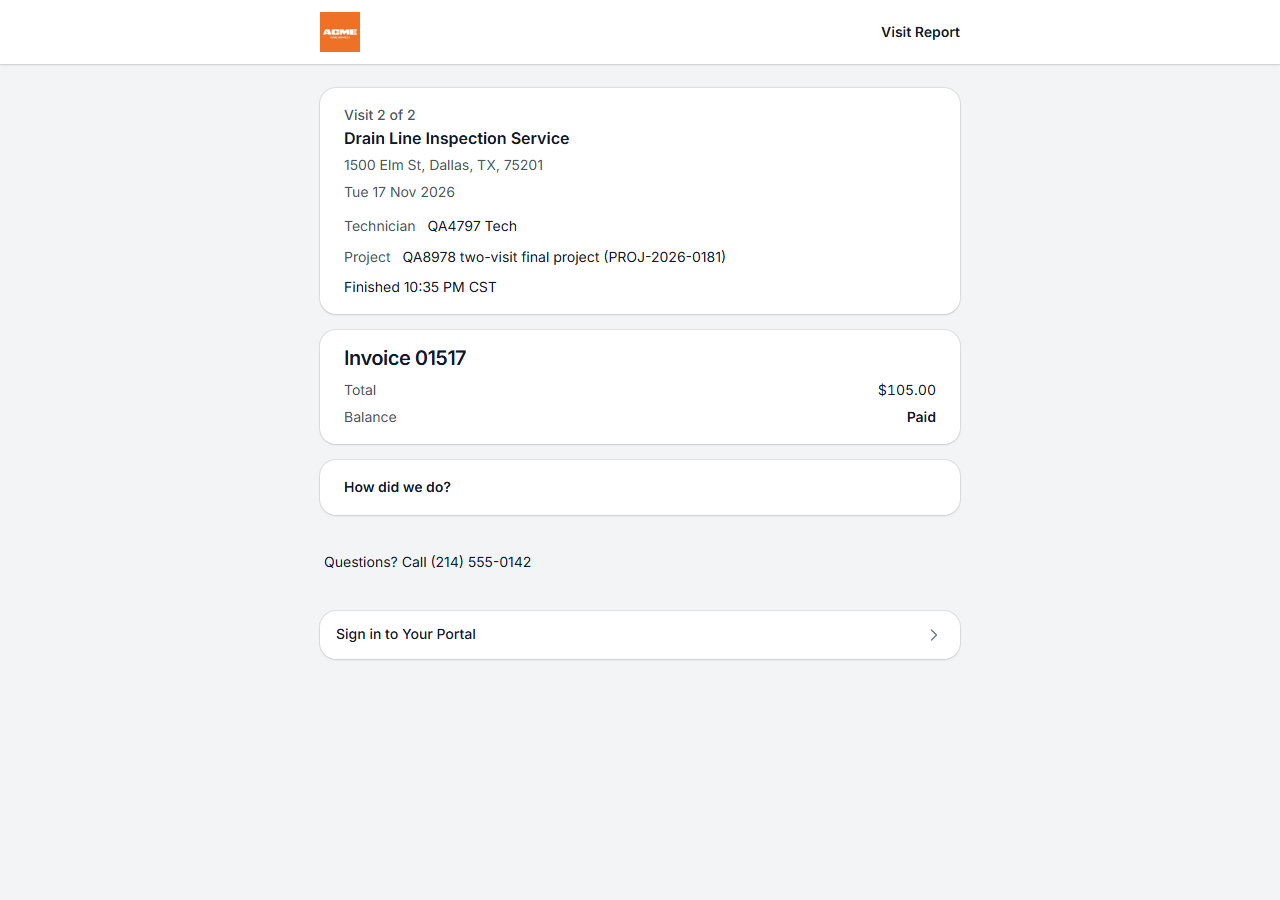 ACME
Visit Report
Visit 2 of 2
Drain Line Inspection Service
1500 Elm St, Dallas, TX, 75201
Tue 17 Nov 2026
Technician QA4797 Tech
Project QA8978 two-visit final project (PROJ-2026-0181)
Finished 10:35 PM CST
Invoice 01517
Total $105.00
Balance Paid
How did we do?
Questions? Call (214) 555-0142
Sign in to Your Portal